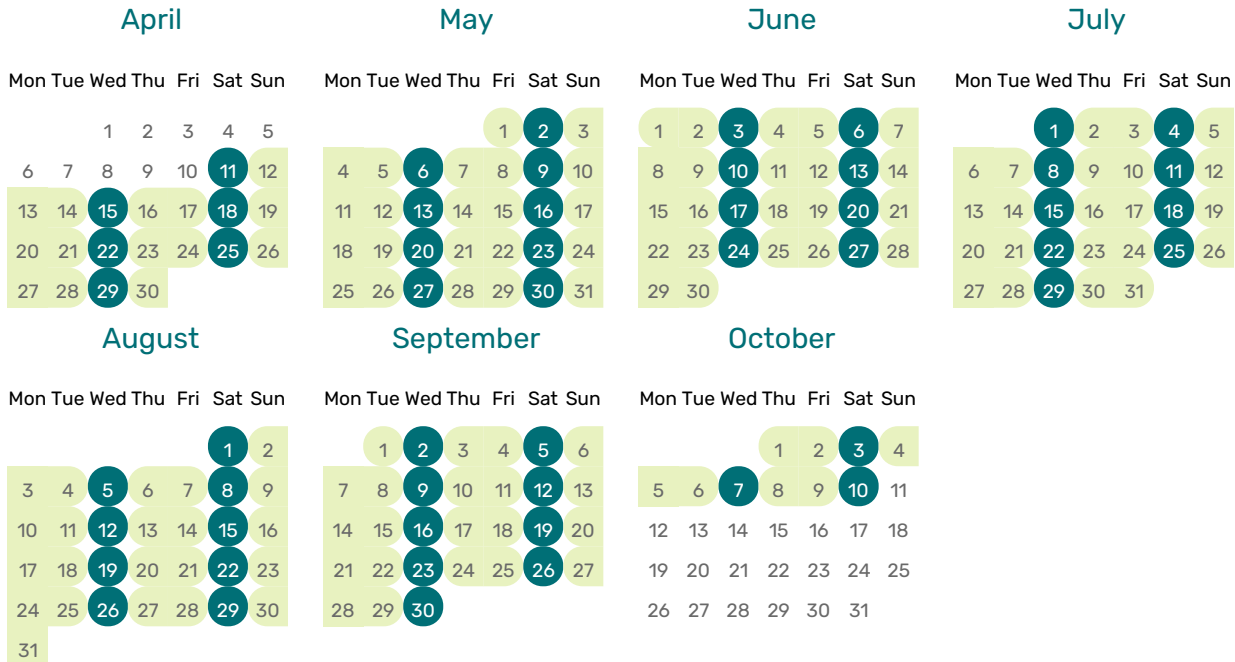 April May June July
Mon Tue Wed Thu Fri Sat Sun Mon Tue Wed Thu Fri Sat Sun Mon Tue Wed Thu Fri Sat Sun Mon Tue Wed Thu Fri Sat Sun
1 2 3 4 5 1 2 3 1 2 3 4 5 6 7 1 2 3 4 5
6 7 8 9 10 11 12 4 5 6 7 8 9 10 8 9 10 11 12 13 14 6 7 8 9 10 11 12
13 14 15 16 17 18 19 11 12 13 14 15 16 17 15 16 17 18 19 20 21 13 14 15 16 17 18 19
20 21 22 23 24 25 26 18 19 20 21 22 23 24 22 23 24 25 26 27 28 20 21 22 23 24 25 26
27 28 29 30 25 26 27 28 29 30 31 29 30 27 28 29 30 31
August September October
Mon Tue Wed Thu Fri Sat Sun Mon Tue Wed Thu Fri Sat Sun Mon Tue Wed Thu Fri Sat Sun
1 2 1 2 3 4 5 6 1 2 3 4
3 4 5 6 7 8 9 7 8 9 10 11 12 13 5 6 7 8 9 10 11
10 11 12 13 14 15 16 14 15 16 17 18 19 20 12 13 14 15 16 17 18
17 18 19 20 21 22 23 21 22 23 24 25 26 27 19 20 21 22 23 24 25
24 25 26 27 28 29 30 28 29 30 26 27 28 29 30 31
31